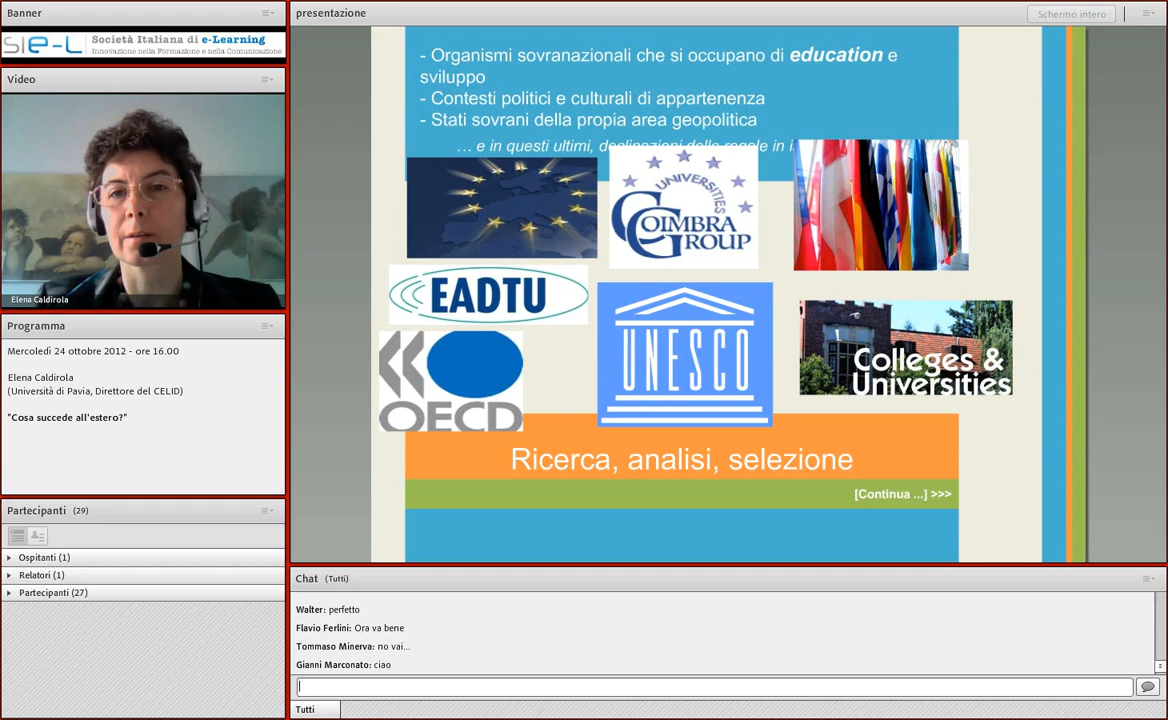 Banner
SIe-L Società Italiana di e-Learning
Innovazione nella Formazione e nella Comunicazione
Video
Elena Caldirola
Programma
Mercoledì 24 ottobre 2012 - ore 16.00
Elena Caldirola
(Università di Pavia, Direttore del CELID)
"Cosa succede all'estero?"
Partecipanti (29)
Ospitanti (1)
Relatori (1)
Partecipanti (27)
presentazione
Schermo intero
- Organismi sovranazionali che si occupano di education e
sviluppo
- Contesti politici e culturali di appartenenza
- Stati sovrani della propia area geopolitica
… e in questi ultimi, declinazioni delle regole in
UNIVERSITIES
COIMBRA
GROUP
EADTU
UNESCO
OECD
Colleges &
Universities
Ricerca, analisi, selezione
[Continua ...] >>>
Chat (Tutti)
Walter: perfetto
Flavio Ferlini: Ora va bene
Tommaso Minerva: no vai...
Gianni Marconato: ciao
Tutti